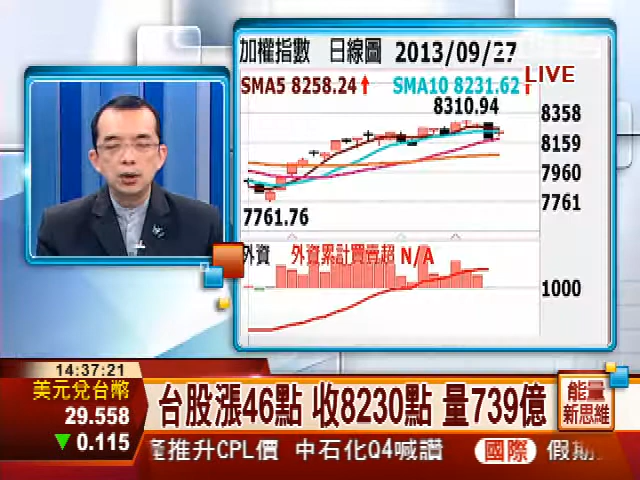 加權指數 日線圖 2013/09/27
LIVE
SMA5 8258.24↑ SMA10 8231.62↑
8310.94
8358
8159
7960
7761
7761.76
外資 外資累計買賣超 N/A
1000
14:37:21
美元兌台幣
29.558
▼0.115
台股漲46點 收8230點 量739億
能量
新思維
產推升CPL價 中石化Q4喊讚 國際 假期